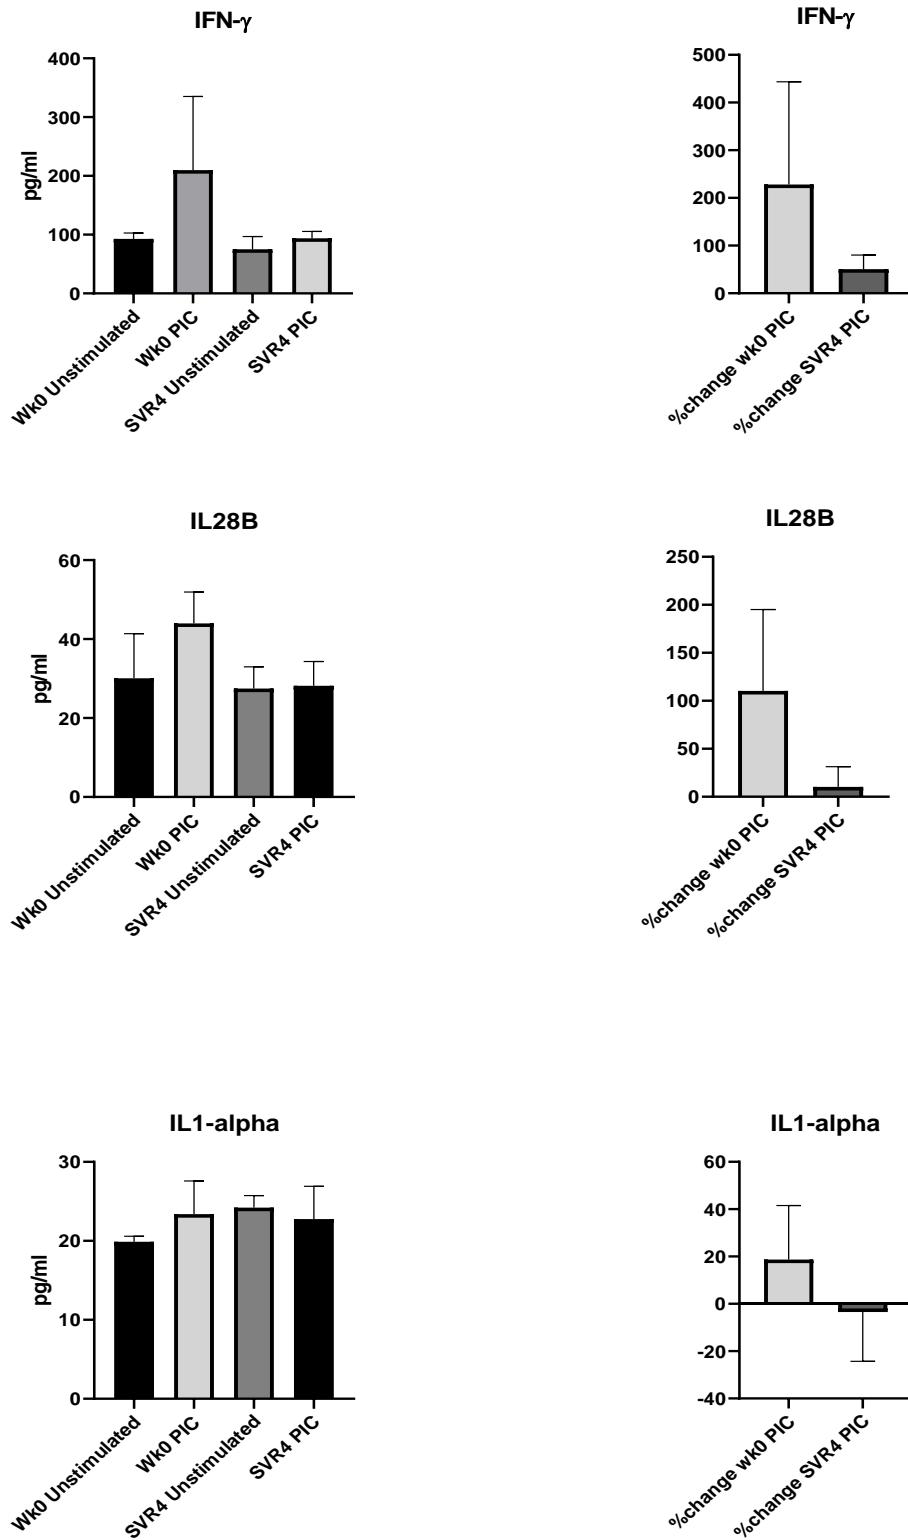 IFN-γ
400
300
200
100
0
pg/ml
Wk0 Unstimulated
Wk0 PIC
SVR4 Unstimulated
SVR4 PIC
IFN-γ
500
400
300
200
100
0
%change wk0 PIC
%change SVR4 PIC
IL28B
60
40
20
0
pg/ml
Wk0 Unstimulated
Wk0 PIC
SVR4 Unstimulated
SVR4 PIC
IL28B
250
200
150
100
50
0
%change wk0 PIC
%change SVR4 PIC
IL1-alpha
30
20
10
0
pg/ml
Wk0 Unstimulated
Wk0 PIC
SVR4 Unstimulated
SVR4 PIC
IL1-alpha
60
40
20
0
-20
-40
%change wk0 PIC
%change SVR4 PIC